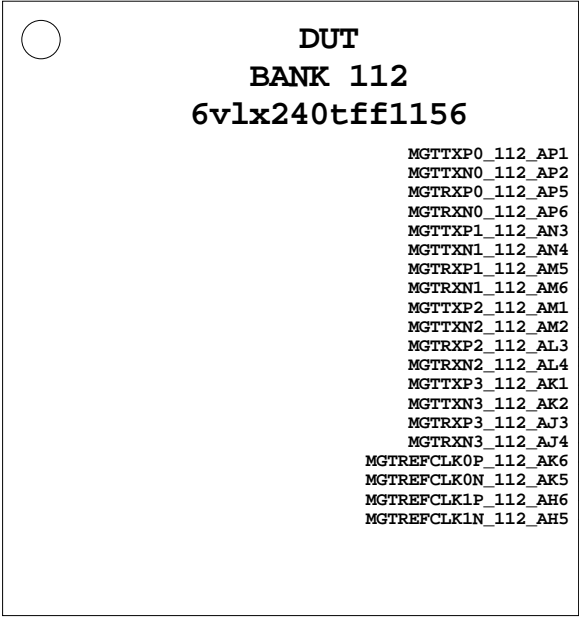 DUT
BANK 112
6vlx240tff1156
MGTTXP0_112_AP1
MGTTXN0_112_AP2
MGTRXP0_112_AP5
MGTRXN0_112_AP6
MGTTXP1_112_AN3
MGTTXN1_112_AN4
MGTRXP1_112_AM5
MGTRXN1_112_AM6
MGTTXP2_112_AM1
MGTTXN2_112_AM2
MGTRXP2_112_AL3
MGTRXN2_112_AL4
MGTTXP3_112_AK1
MGTTXN3_112_AK2
MGTRXP3_112_AJ3
MGTRXN3_112_AJ4
MGTREFCLK0P_112_AK6
MGTREFCLK0N_112_AK5
MGTREFCLK1P_112_AH6
MGTREFCLK1N_112_AH5